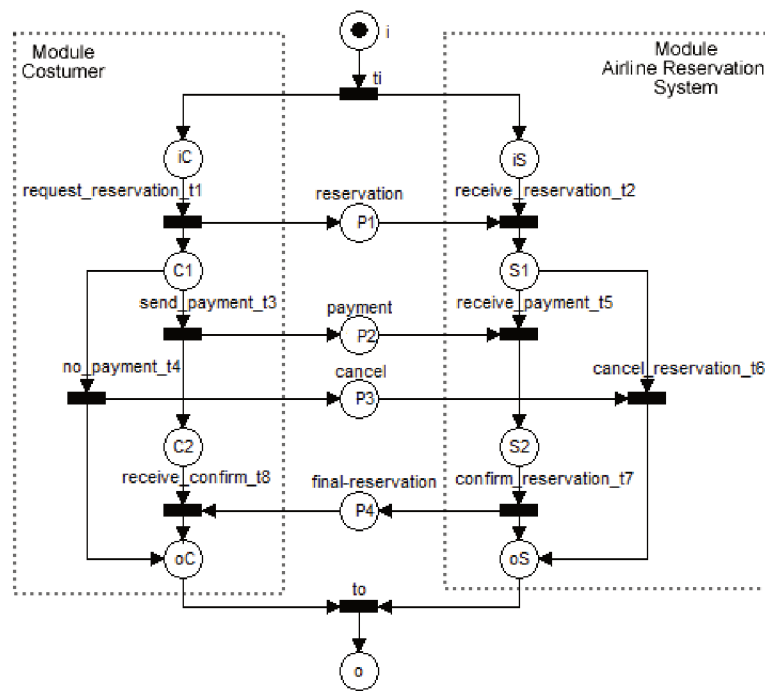 i
Module
Costumer
Module
Airline Reservation
System
ti
iC
iS
request_reservation_t1
reservation
receive_reservation_t2
P1
C1
S1
send_payment_t3
payment
receive_payment_t5
P2
no_payment_t4
cancel
cancel_reservation_t6
P3
C2
S2
receive_confirm_t8
final-reservation
confirm_reservation_t7
P4
oC
oS
to
o